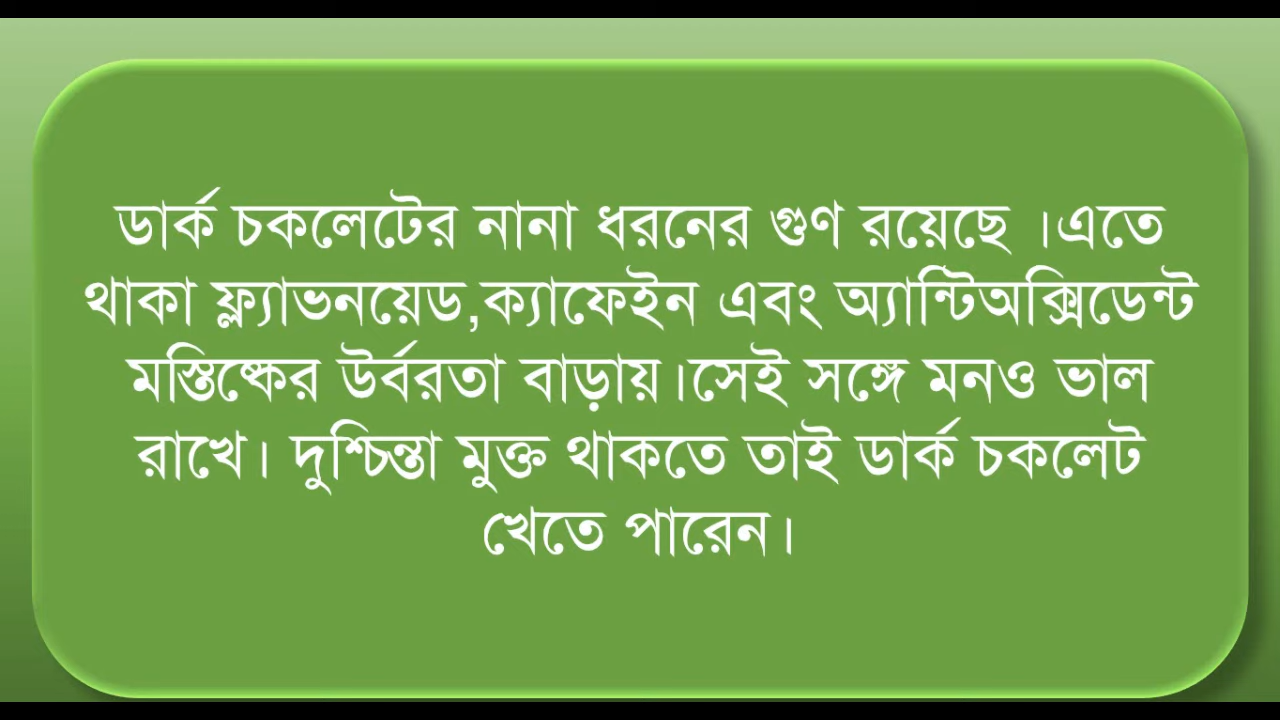 ডার্ক চকলেটের নানা ধরনের গুণ রয়েছে ।এতে
থাকা ফ্ল্যাভনয়েড,ক্যাফেইন এবং অ্যান্টিঅক্সিডেন্ট
মস্তিষ্কের উর্বরতা বাড়ায়।সেই সঙ্গে মনও ভাল
রাখে। দুশ্চিন্তা মুক্ত থাকতে তাই ডার্ক চকলেট
খেতে পারেন।